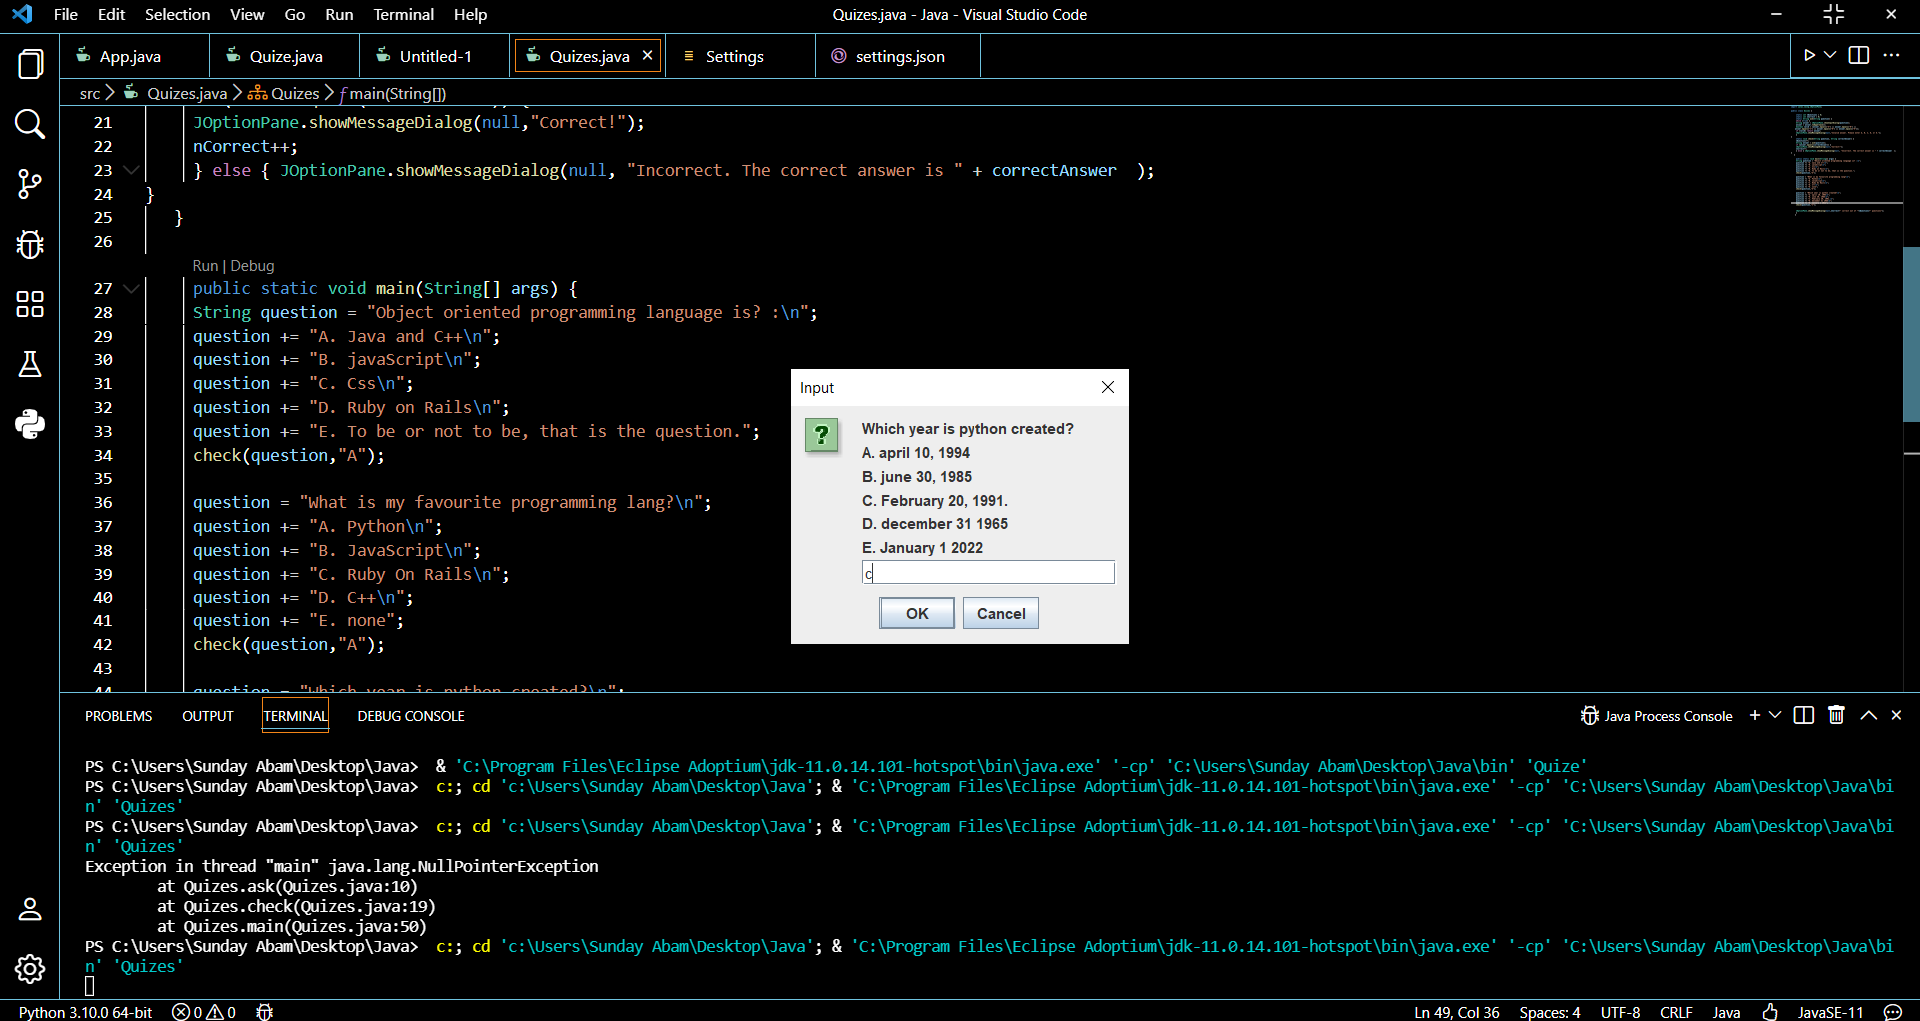 File Edit Selection View Go Run Terminal Help Quizes.java - Java - Visual Studio Code
App.java Quize.java Untitled-1 Quizes.java Settings settings.json
src > Quizes.java > Quizes > main(String[])
21 JOptionPane.showMessageDialog(null,"Correct!");
22 nCorrect++;
23 } else { JOptionPane.showMessageDialog(null, "Incorrect. The correct answer is " + correctAnswer );
24 }
25 }
26
Run | Debug
27 public static void main(String[] args) {
28 String question = "Object oriented programming language is? :\n";
29 question += "A. Java and C++\n";
30 question += "B. javaScript\n";
31 question += "C. Css\n";
32 question += "D. Ruby on Rails\n";
33 question += "E. To be or not to be, that is the question.";
34 check(question,"A");
35
36 question = "What is my favourite programming lang?\n";
37 question += "A. Python\n";
38 question += "B. JavaScript\n";
39 question += "C. Ruby On Rails\n";
40 question += "D. C++\n";
41 question += "E. none";
42 check(question,"A");
43
44 question = "Which year is python created?\n";
Input
Which year is python created?
A. april 10, 1994
B. june 30, 1985
C. February 20, 1991.
D. december 31 1965
E. January 1 2022
c
OK Cancel
PROBLEMS OUTPUT TERMINAL DEBUG CONSOLE Java Process Console
PS C:\Users\Sunday Abam\Desktop\Java> & 'C:\Program Files\Eclipse Adoptium\jdk-11.0.14.101-hotspot\bin\java.exe' '-cp' 'C:\Users\Sunday Abam\Desktop\Java\bin' 'Quize'
PS C:\Users\Sunday Abam\Desktop\Java> c:; cd 'c:\Users\Sunday Abam\Desktop\Java'; & 'C:\Program Files\Eclipse Adoptium\jdk-11.0.14.101-hotspot\bin\java.exe' '-cp' 'C:\Users\Sunday Abam\Desktop\Java\bi
n' 'Quizes'
PS C:\Users\Sunday Abam\Desktop\Java> c:; cd 'c:\Users\Sunday Abam\Desktop\Java'; & 'C:\Program Files\Eclipse Adoptium\jdk-11.0.14.101-hotspot\bin\java.exe' '-cp' 'C:\Users\Sunday Abam\Desktop\Java\bi
n' 'Quizes'
Exception in thread "main" java.lang.NullPointerException
at Quizes.ask(Quizes.java:10)
at Quizes.check(Quizes.java:19)
at Quizes.main(Quizes.java:50)
PS C:\Users\Sunday Abam\Desktop\Java> c:; cd 'c:\Users\Sunday Abam\Desktop\Java'; & 'C:\Program Files\Eclipse Adoptium\jdk-11.0.14.101-hotspot\bin\java.exe' '-cp' 'C:\Users\Sunday Abam\Desktop\Java\bi
n' 'Quizes'
Python 3.10.0 64-bit 0 0 Ln 49, Col 36 Spaces: 4 UTF-8 CRLF Java JavaSE-11